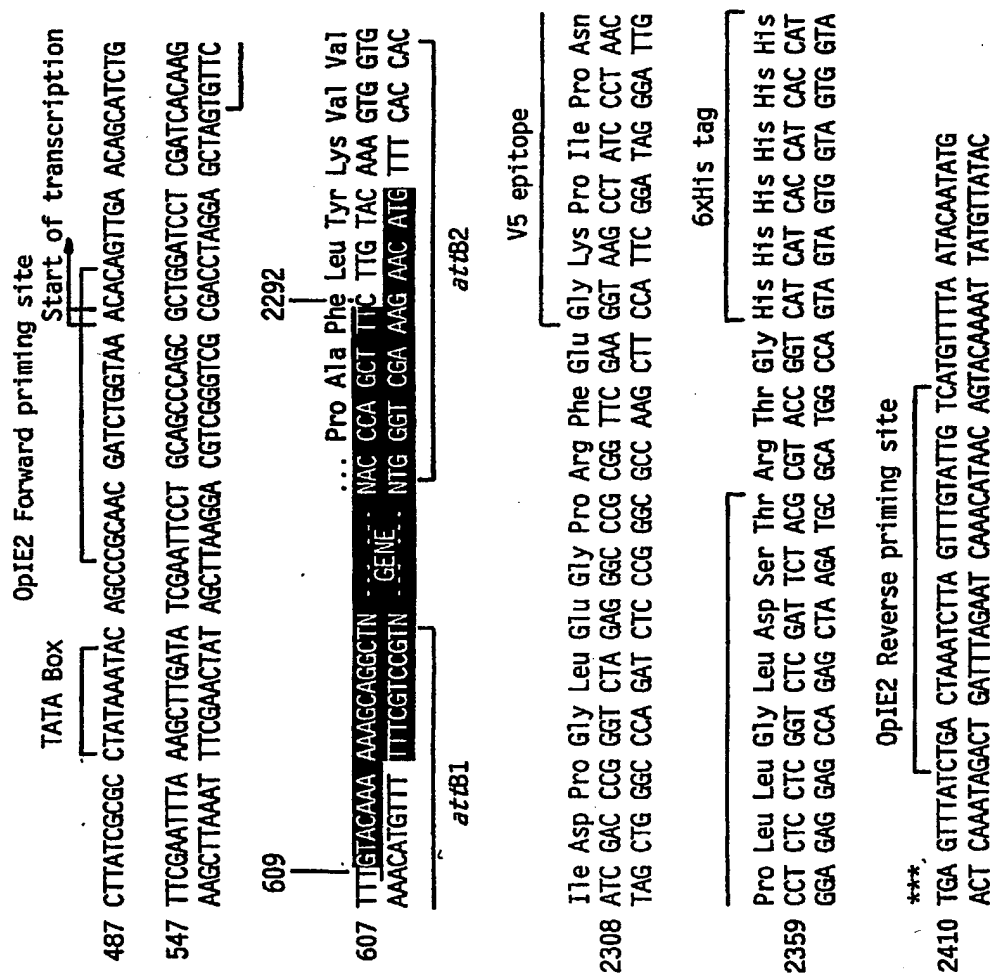 OpIE2 Forward priming site
TATA Box
Start of transcription
487 CTTATCGCGC CTATAAATAC AGCCCGCAAC GATCTGGTAA ACACAGTTGA ACAGCATCTG
547 TTCGAATTTA AAGCTTGATA TCGAATTCCT GCAGCCCAGC GCTGGATCCT CGATCACAAG
AAGCTTAAAT TTCGAACTAT AGCTTAAGGA CGTCGGGTCG CGACCTAGGA GCTAGTGTTC
609
2292
... Pro Ala Phe Leu Tyr Lys Val Val
607 TTTGTACAAA AAAGCAGGCTN ------ NAC CCA GCT TTC TTG TAC AAA GTG GTG
GENE
AAACATGTTT TTTCGTCCGTN ------ NTG GGT CGA AAG AAC ATG TTT CAC CAC
attB1
attB2
V5 epitope
Ile Asp Pro Gly Leu Glu Gly Pro Arg Phe Glu Gly Lys Pro Ile Pro Asn
2308 ATC GAC CCG GGT CTA GAG GGC CCG CGG TTC GAA GGT AAG CCT ATC CCT AAC
TAG CTG GGC CCA GAT CTC CCG GGC GCC AAG CTT CCA TTC GGA TAG GGA TTG
6xHis tag
Pro Leu Leu Gly Leu Asp Ser Thr Arg Thr Gly His His His His His His
2359 CCT CTC CTC GGT CTC GAT TCT ACG CGT ACC GGT CAT CAT CAC CAT CAC CAT
GGA GAG GAG CCA GAG CTA AGA TGC GCA TGG CCA GTA GTA GTG GTA GTG GTA
OpIE2 Reverse priming site
***
2410 TGA GTTTATCTGA CTAAATCTTA GTTTGTATTG TCATGTTTTA ATACAATATG
ACT CAAATAGACT GATTTAGAAT CAAACATAAC AGTACAAAAT TATGTTATAC